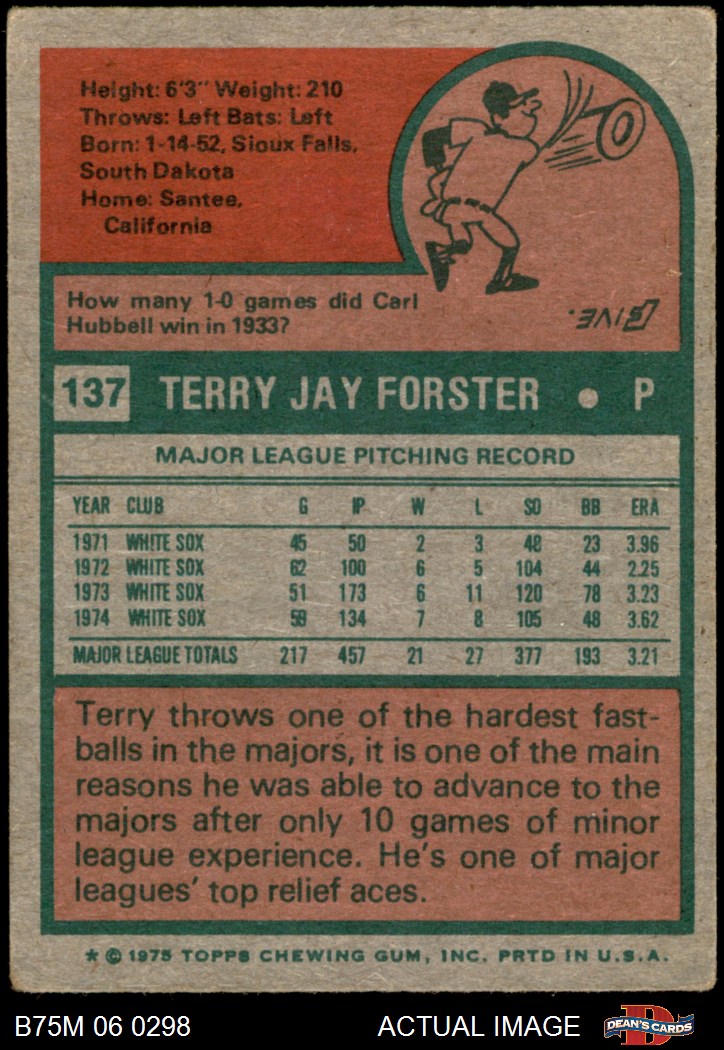 Height: 6'3" Weight: 210
Throws: Left Bats: Left
Born: 1-14-52, Sioux Falls,
South Dakota
Home: Santee,
California
How many 1-0 games did Carl
Hubbell win in 1933?
FIVE.
137 TERRY JAY FORSTER • P
MAJOR LEAGUE PITCHING RECORD
YEAR CLUB G IP W L SO BB ERA
1971 WHITE SOX 45 50 2 3 48 23 3.96
1972 WHITE SOX 62 100 6 5 104 44 2.25
1973 WHITE SOX 51 173 6 11 120 78 3.23
1974 WHITE SOX 59 134 7 8 105 48 3.62
MAJOR LEAGUE TOTALS 217 457 21 27 377 193 3.21
Terry throws one of the hardest fast-
balls in the majors, it is one of the main
reasons he was able to advance to the
majors after only 10 games of minor
league experience. He's one of major
leagues' top relief aces.
* © 1975 TOPPS CHEWING GUM, INC. PRTD IN U.S.A.
B75M 06 0298 ACTUAL IMAGE D DEAN'S CARDS